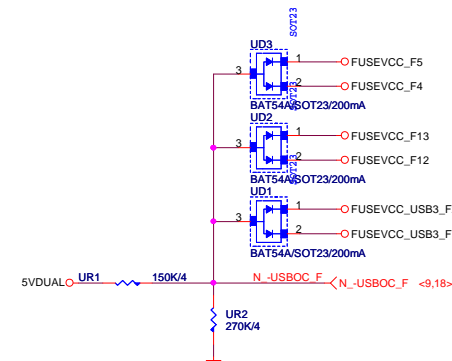 SOT23
UD3
1
FUSEVCC_F5
3
2
FUSEVCC_F4
BAT54A/SOT23/200mA
UD2
1
FUSEVCC_F13
3
2
FUSEVCC_F12
SOT23
BAT54A/SOT23/200mA
UD1
1
FUSEVCC_USB3_F
3
2
FUSEVCC_USB3_F
BAT54A/SOT23/200mA
5VDUAL UR1 150K/4 N_-USBOC_F N_-USBOC_F <9,18>
UR2
270K/4